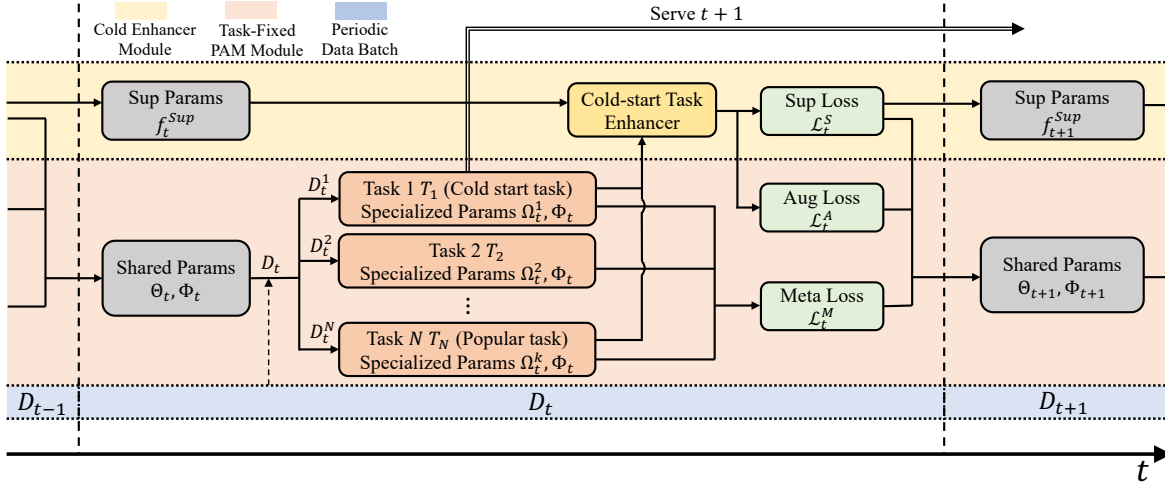 Cold Enhancer
Module
Task-Fixed
PAM Module
Periodic
Data Batch
Serve t + 1
Sup Params
f_t^{Sup}
Cold-start Task
Enhancer
Sup Loss
ℒ_t^S
Sup Params
f_{t+1}^{Sup}
D_t^1
Task 1 T_1 (Cold start task)
Specialized Params Ω_t^1, Φ_t
Aug Loss
ℒ_t^A
Shared Params
Θ_t, Φ_t
D_t
D_t^2
Task 2 T_2
Specialized Params Ω_t^2, Φ_t
⋮
D_t^N
Task N T_N (Popular task)
Specialized Params Ω_t^k, Φ_t
Meta Loss
ℒ_t^M
Shared Params
Θ_{t+1}, Φ_{t+1}
D_{t−1}
D_t
D_{t+1}
t